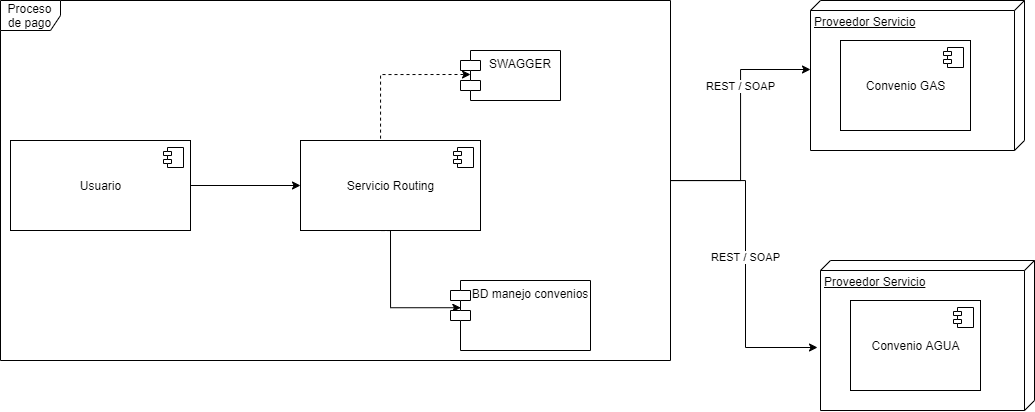 Proceso
de pago
SWAGGER
Usuario
Servicio Routing
BD manejo convenios
REST / SOAP
REST / SOAP
Proveedor Servicio
Convenio GAS
Proveedor Servicio
Convenio AGUA